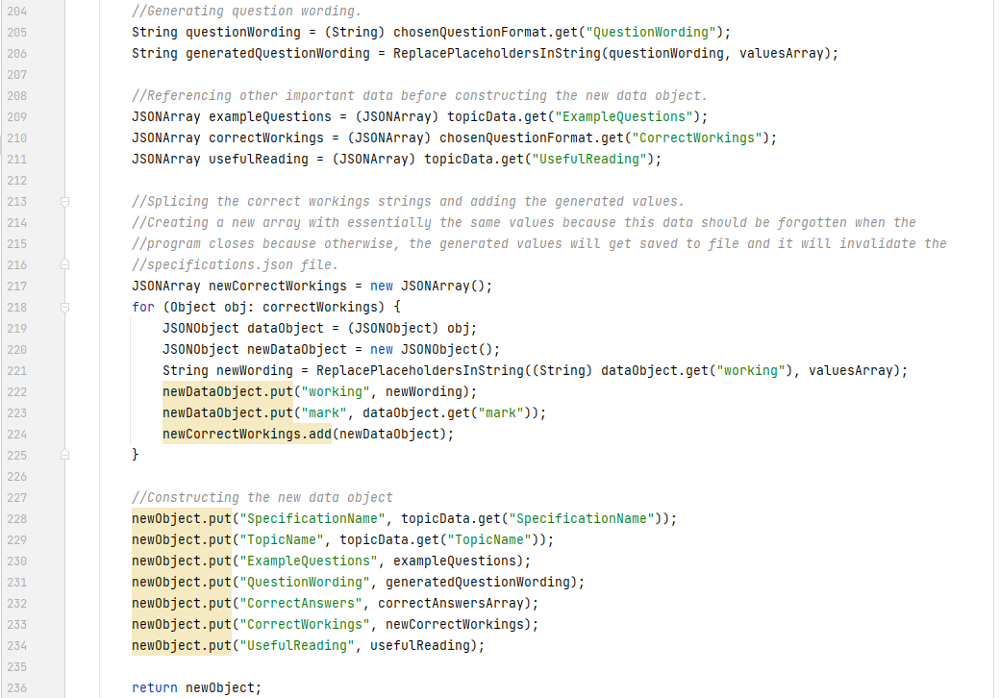 204 //Generating question wording.
205 String questionWording = (String) chosenQuestionFormat.get("QuestionWording");
206 String generatedQuestionWording = ReplacePlaceholdersInString(questionWording, valuesArray);
207
208 //Referencing other important data before constructing the new data object.
209 JSONArray exampleQuestions = (JSONArray) topicData.get("ExampleQuestions");
210 JSONArray correctWorkings = (JSONArray) chosenQuestionFormat.get("CorrectWorkings");
211 JSONArray usefulReading = (JSONArray) topicData.get("UsefulReading");
212
213 //Splicing the correct workings strings and adding the generated values.
214 //Creating a new array with essentially the same values because this data should be forgotten when the
215 //program closes because otherwise, the generated values will get saved to file and it will invalidate the
216 //specifications.json file.
217 JSONArray newCorrectWorkings = new JSONArray();
218 for (Object obj: correctWorkings) {
219     JSONObject dataObject = (JSONObject) obj;
220     JSONObject newDataObject = new JSONObject();
221     String newWording = ReplacePlaceholdersInString((String) dataObject.get("working"), valuesArray);
222     newDataObject.put("working", newWording);
223     newDataObject.put("mark", dataObject.get("mark"));
224     newCorrectWorkings.add(newDataObject);
225 }
226
227 //Constructing the new data object
228 newObject.put("SpecificationName", topicData.get("SpecificationName"));
229 newObject.put("TopicName", topicData.get("TopicName"));
230 newObject.put("ExampleQuestions", exampleQuestions);
231 newObject.put("QuestionWording", generatedQuestionWording);
232 newObject.put("CorrectAnswers", correctAnswersArray);
233 newObject.put("CorrectWorkings", newCorrectWorkings);
234 newObject.put("UsefulReading", usefulReading);
235
236 return newObject;